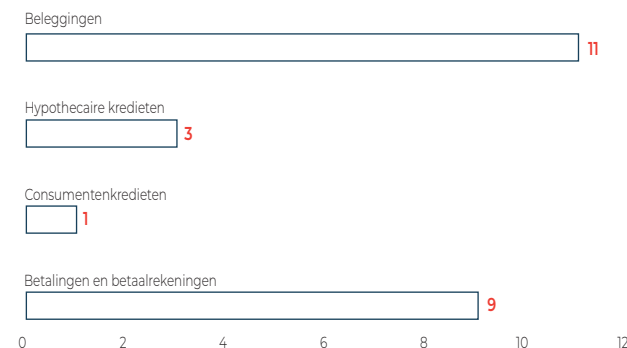 Beleggingen
11
Hypothecaire kredieten
3
Consumentenkredieten
1
Betalingen en betaalrekeningen
9
0 2 4 6 8 10 12